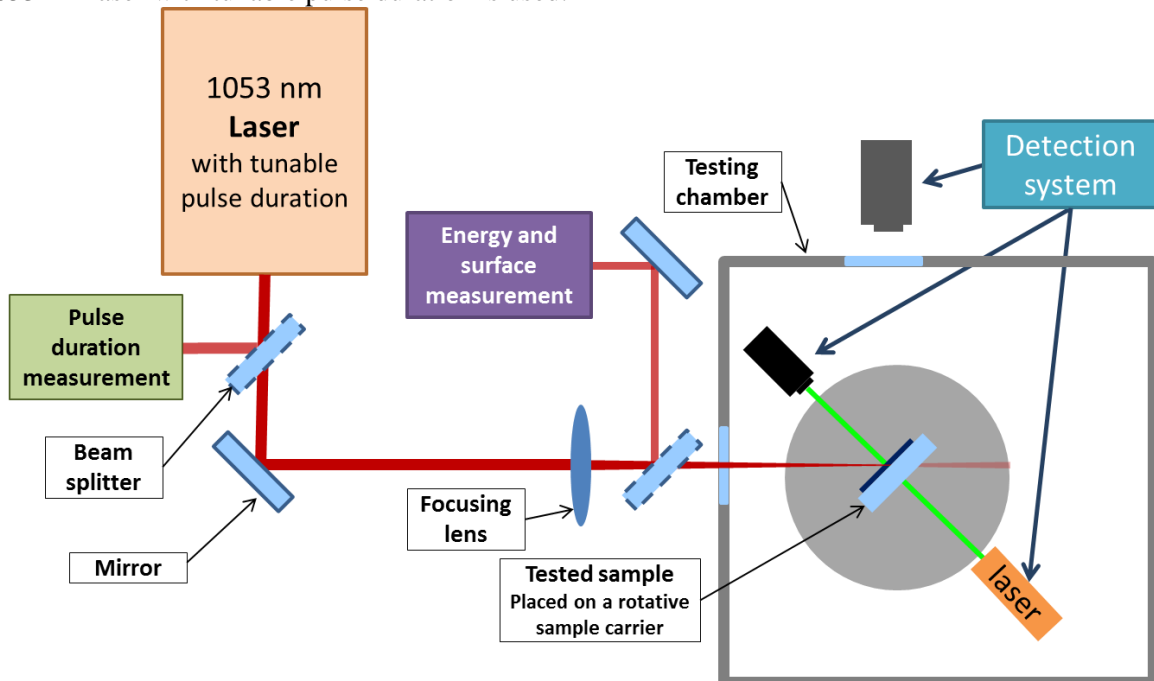 1053 nm
Laser
with tunable
pulse duration
Detection
system
Testing
chamber
Energy and
surface
measurement
Pulse
duration
measurement
Beam
splitter
Focusing
lens
Mirror
Tested sample
Placed on a rotative
sample carrier
laser